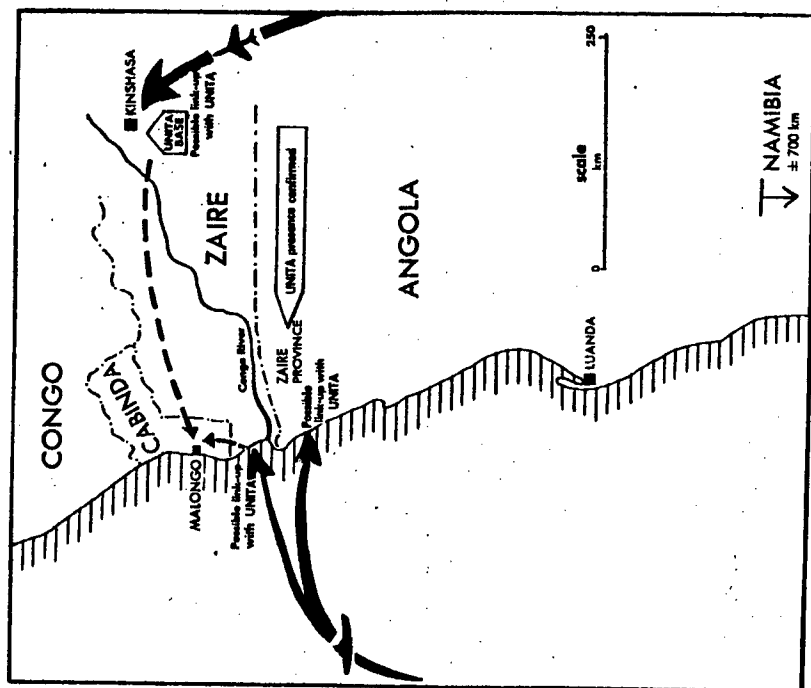 CONGO
CABINDA
MALONGO
Possible link-up
with UNITA
KINSHASA
UNITA
BASE
Possible link-up
with UNITA
ZAIRE
Congo River
ZAIRE
PROVINCE
UNITA presence confirmed
Possible
link-up with
UNITA
ANGOLA
LUANDA
scale
km
0
250
NAMIBIA
± 700 km